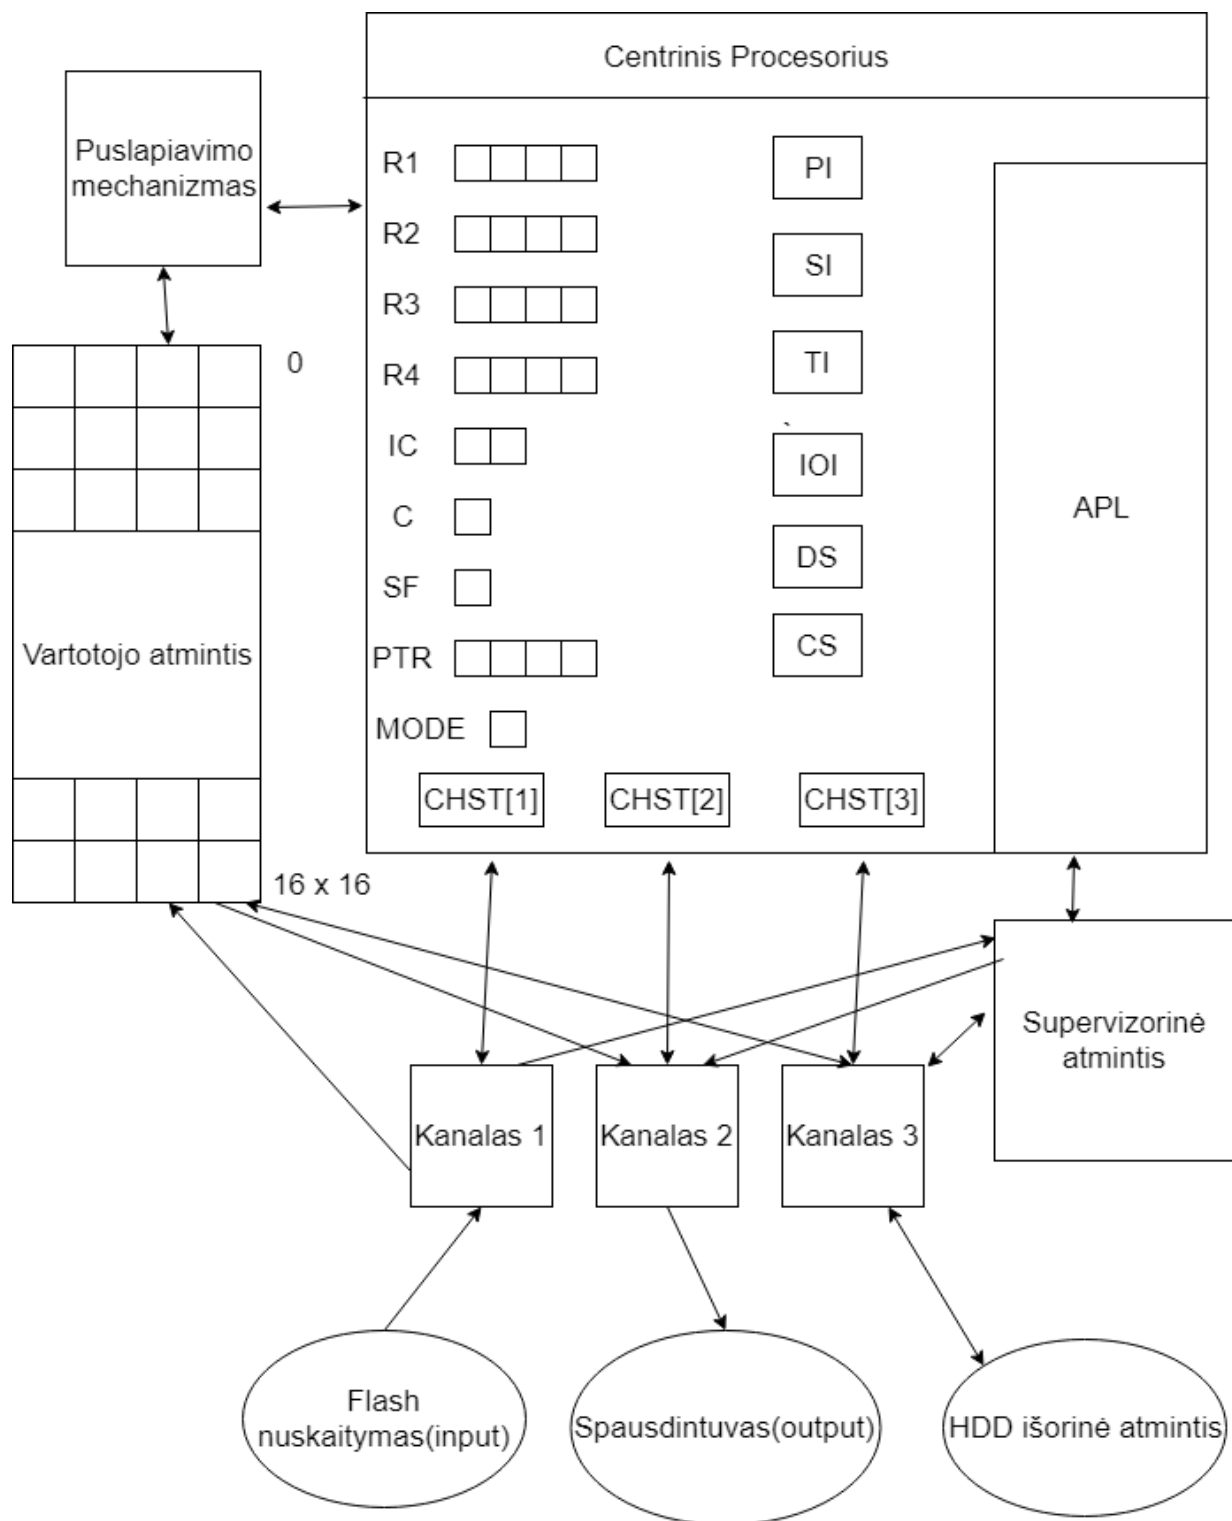 Centrinis Procesorius
Puslapiavimo
mechanizmas
R1
R2
R3
R4
IC
C
SF
PTR
MODE
PI
SI
TI
`
IOI
DS
CS
APL
CHST[1]
CHST[2]
CHST[3]
0
Vartotojo atmintis
16 x 16
Supervizorinė
atmintis
Kanalas 1
Kanalas 2
Kanalas 3
Flash
nuskaitymas(input)
Spausdintuvas(output)
HDD išorinė atmintis